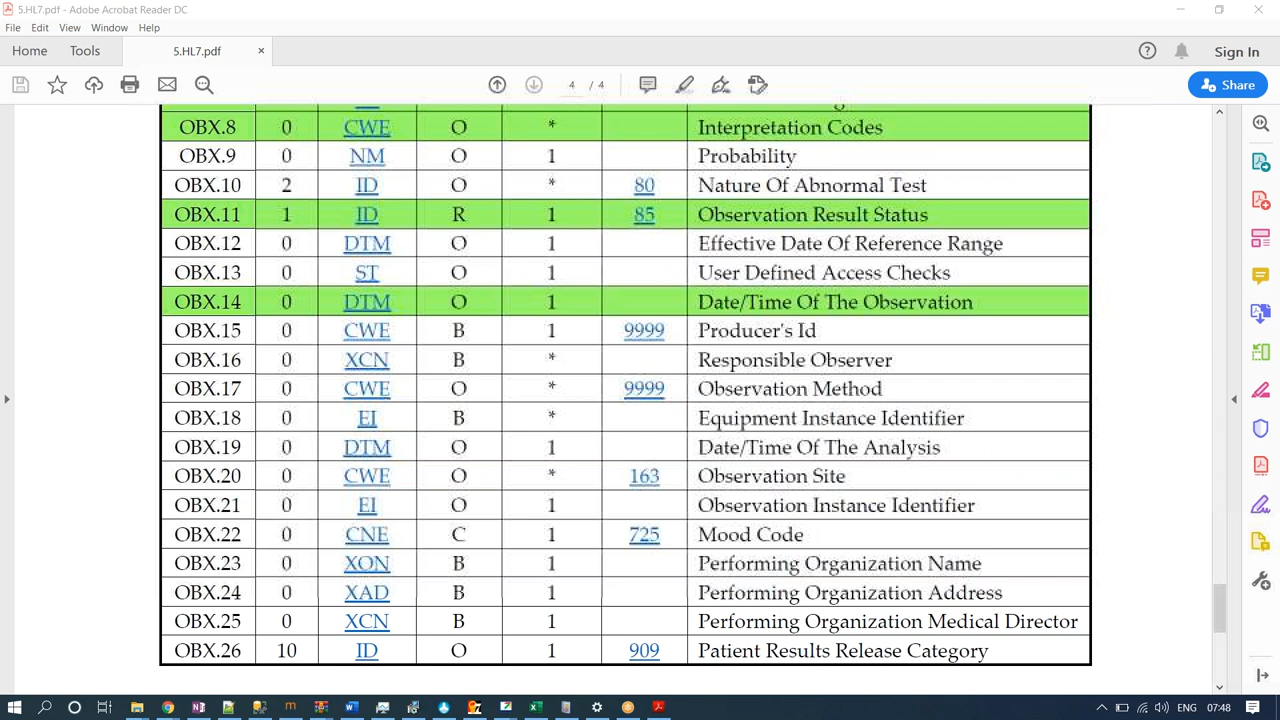 5.HL7.pdf - Adobe Acrobat Reader DC
File Edit View Window Help
Home Tools 5.HL7.pdf × Sign In
4 / 4 Share
OBX.8 0 CWE O * Interpretation Codes
OBX.9 0 NM O 1 Probability
OBX.10 2 ID O * 80 Nature Of Abnormal Test
OBX.11 1 ID R 1 85 Observation Result Status
OBX.12 0 DTM O 1 Effective Date Of Reference Range
OBX.13 0 ST O 1 User Defined Access Checks
OBX.14 0 DTM O 1 Date/Time Of The Observation
OBX.15 0 CWE B 1 9999 Producer's Id
OBX.16 0 XCN B * Responsible Observer
OBX.17 0 CWE O * 9999 Observation Method
OBX.18 0 EI B * Equipment Instance Identifier
OBX.19 0 DTM O 1 Date/Time Of The Analysis
OBX.20 0 CWE O * 163 Observation Site
OBX.21 0 EI O 1 Observation Instance Identifier
OBX.22 0 CNE C 1 725 Mood Code
OBX.23 0 XON B 1 Performing Organization Name
OBX.24 0 XAD B 1 Performing Organization Address
OBX.25 0 XCN B 1 Performing Organization Medical Director
OBX.26 10 ID O 1 909 Patient Results Release Category
ENG 07:48